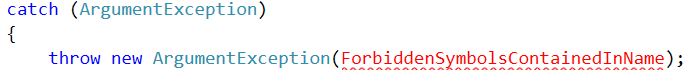 catch (ArgumentException)
{
throw new ArgumentException(ForbiddenSymbolsContainedInName);